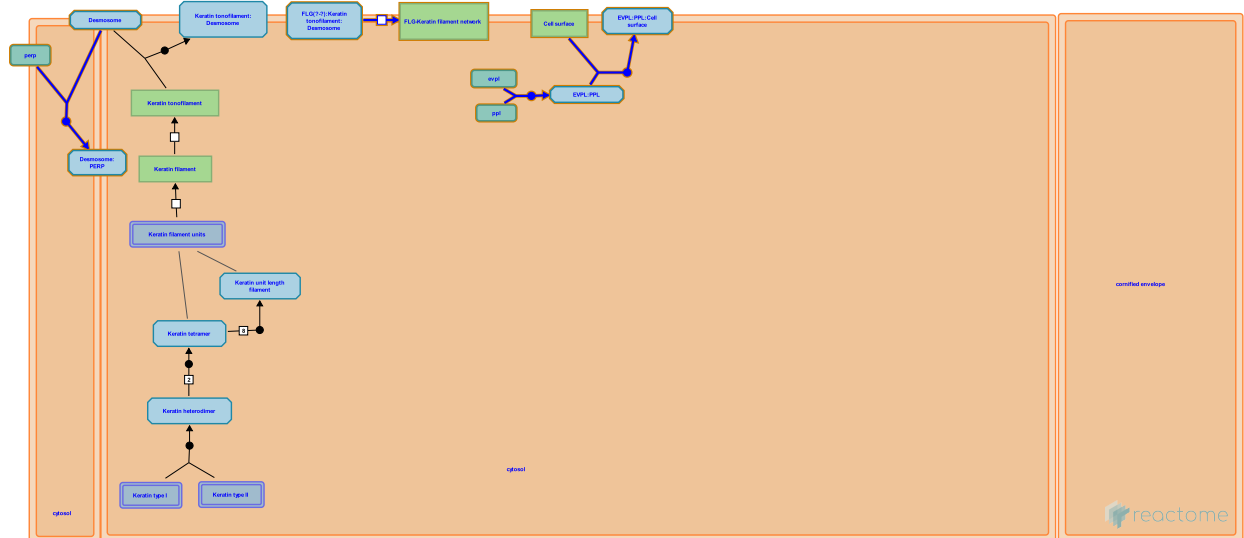 Desmosome
Keratin tonofilament:
Desmosome
FLG(?-?):Keratin
tonofilament:
Desmosome
FLG-Keratin filament network
Cell surface
EVPL:PPL:Cell
surface
perp
evpl
EVPL:PPL
ppl
Keratin tonofilament
Desmosome:
PERP
Keratin filament
Keratin filament units
Keratin unit length
filament
Keratin tetramer
8
2
Keratin heterodimer
Keratin type I
Keratin type II
cytosol
cytosol
cornified envelope
reactome